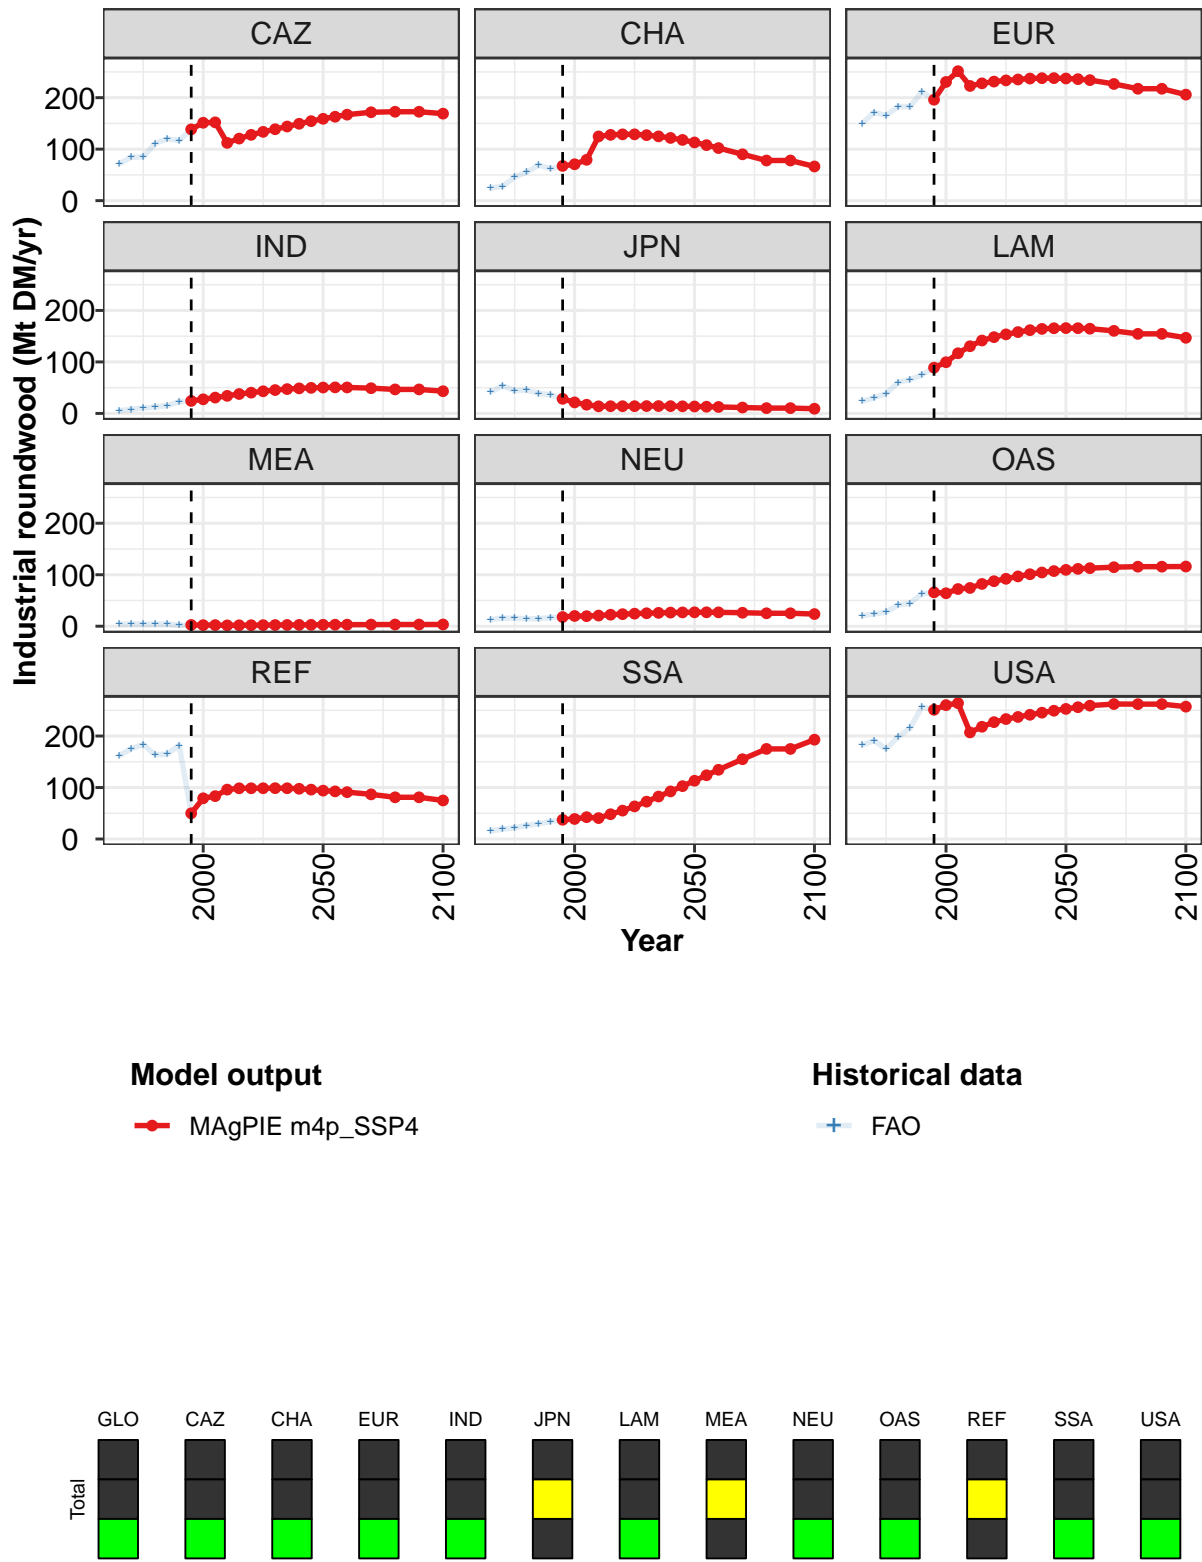 CAZ CHA EUR
200
100
0
IND JPN LAM
200
100
0
MEA NEU OAS
200
100
0
REF SSA USA
200
100
0
Industrial roundwood (Mt DM/yr)
2000 2050 2100 2000 2050 2100 2000 2050 2100
Year
Model output Historical data
MAgPIE m4p_SSP4 FAO
GLO CAZ CHA EUR IND JPN LAM MEA NEU OAS REF SSA USA
Total